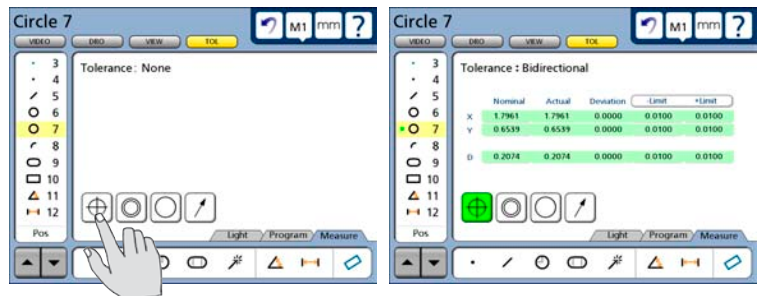 Circle 7
M1 mm ?
VIDEO DRO VIEW TOL
3
4
5
6
7
8
9
10
11
12
Pos
Tolerance: None
Light Program Measure
Circle 7
M1 mm ?
VIDEO DRO VIEW TOL
3
4
5
6
7
8
9
10
11
12
Pos
Tolerance : Bidirectional
Nominal Actual Deviation -Limit +Limit
X 1.7961 1.7961 0.0000 0.0100 0.0100
Y 0.6539 0.6539 0.0000 0.0100 0.0100
D 0.2074 0.2074 0.0000 0.0100 0.0100
Light Program Measure